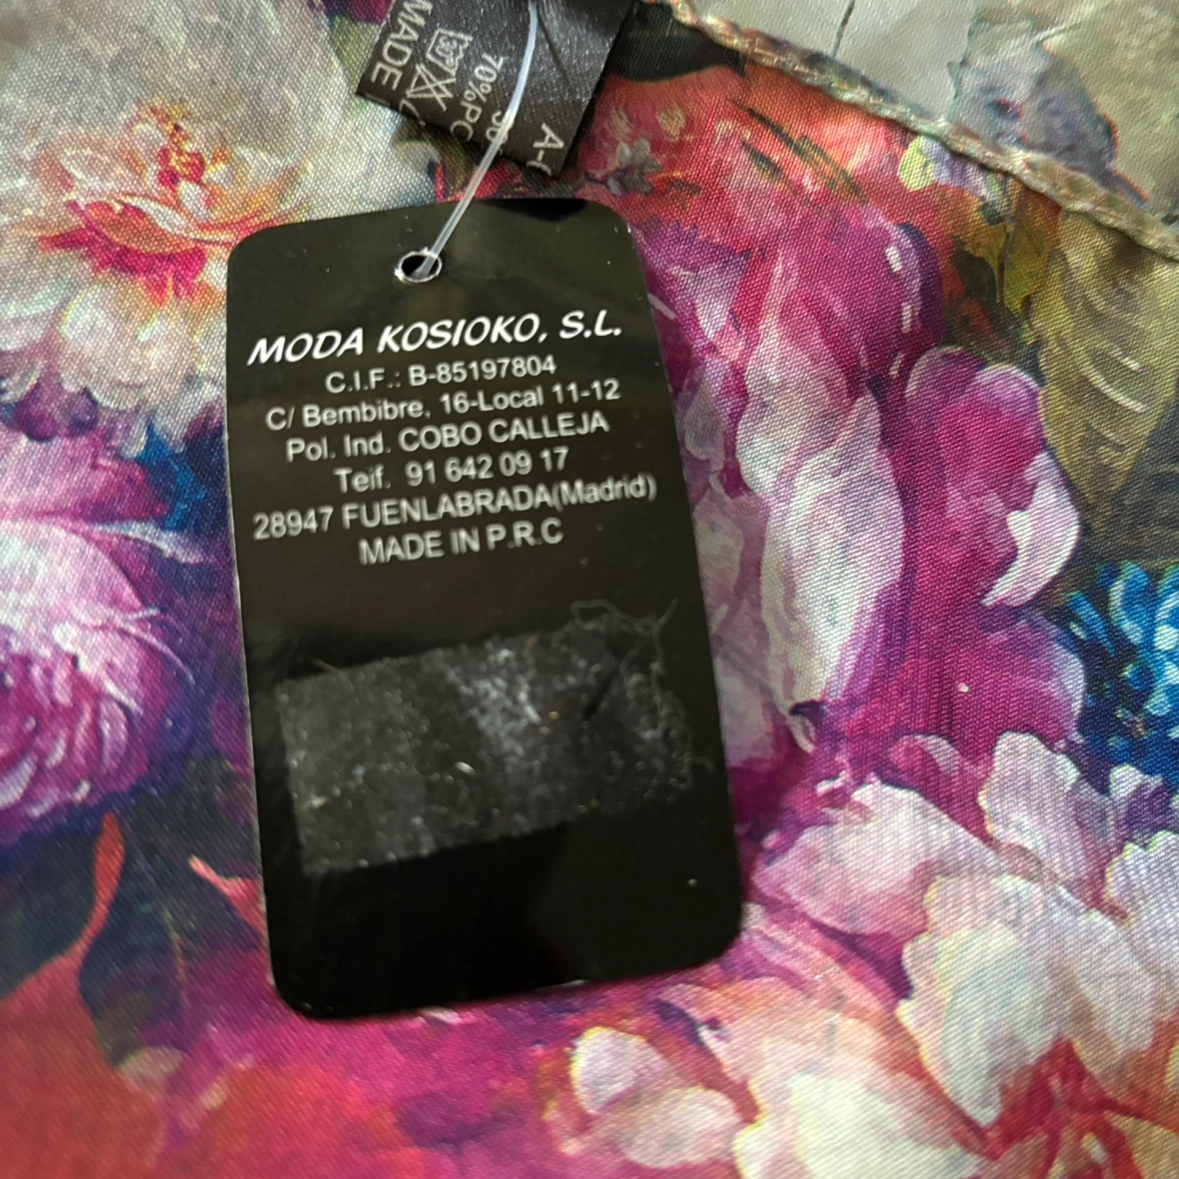 MADE
70%PO
A-
MODA KOSIOKO, S.L.
C.I.F.: B-85197804
C/ Bembibre, 16-Local 11-12
Pol. Ind. COBO CALLEJA
Telf. 91 642 09 17
28947 FUENLABRADA(Madrid)
MADE IN P.R.C